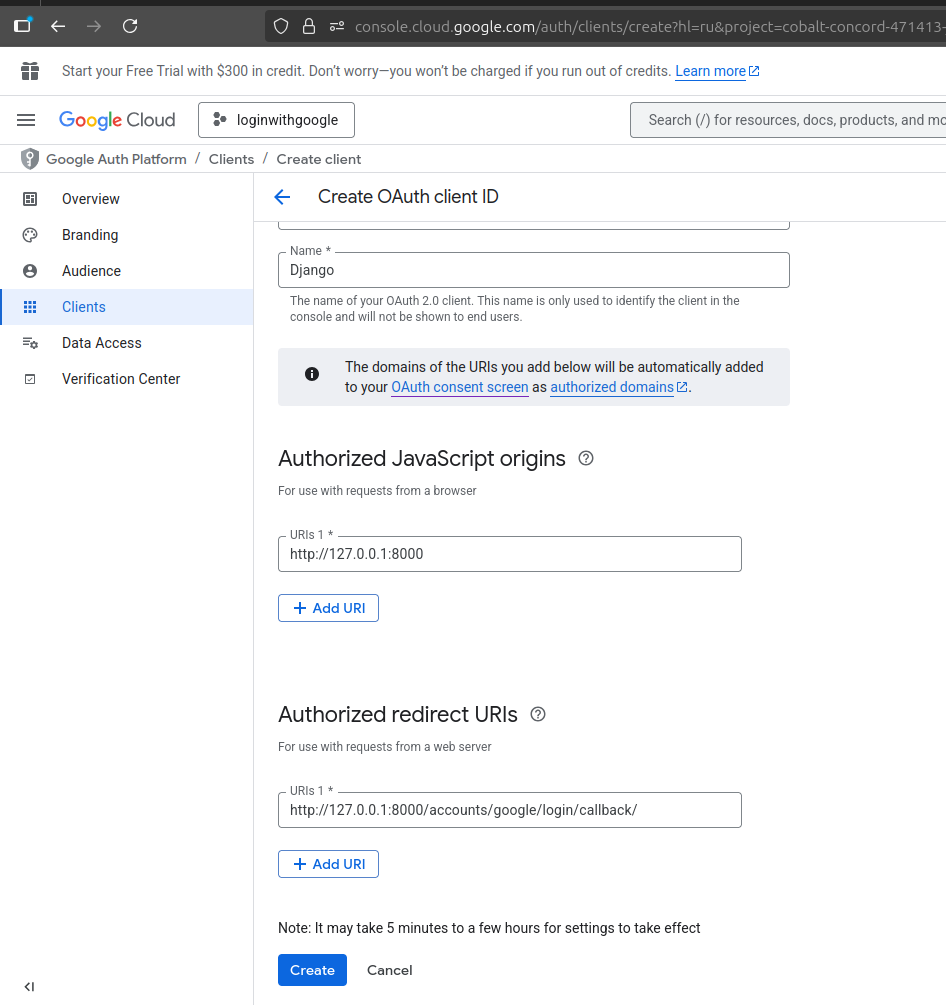 console.cloud.google.com/auth/clients/create?hl=ru&project=cobalt-concord-471413-
Start your Free Trial with $300 in credit. Don’t worry—you won’t be charged if you run out of credits. Learn more
Google Cloud
loginwithgoogle
Search (/) for resources, docs, products, and mo
Google Auth Platform / Clients / Create client
Overview
Branding
Audience
Clients
Data Access
Verification Center
Create OAuth client ID
Name *
Django
The name of your OAuth 2.0 client. This name is only used to identify the client in the
console and will not be shown to end users.
The domains of the URIs you add below will be automatically added
to your OAuth consent screen as authorized domains.
Authorized JavaScript origins
For use with requests from a browser
URIs 1 *
http://127.0.0.1:8000
+ Add URI
Authorized redirect URIs
For use with requests from a web server
URIs 1 *
http://127.0.0.1:8000/accounts/google/login/callback/
+ Add URI
Note: It may take 5 minutes to a few hours for settings to take effect
Create
Cancel